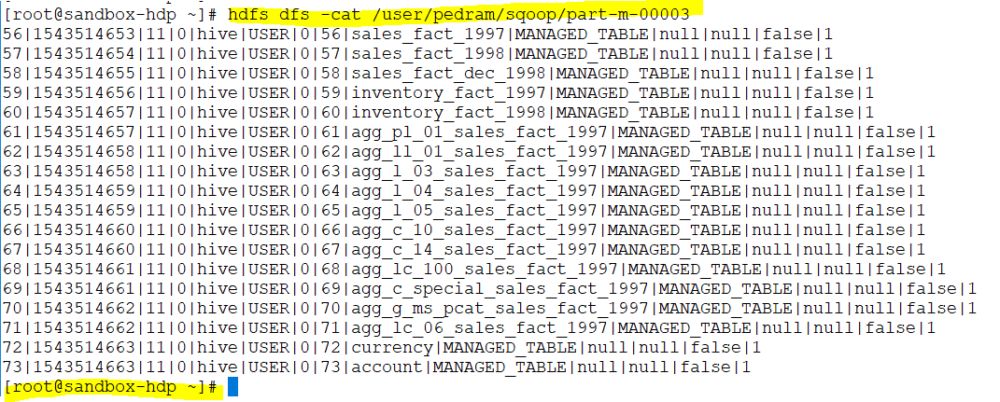 [root@sandbox-hdp ~]# hdfs dfs -cat /user/pedram/sqoop/part-m-00003
56|1543514653|11|0|hive|USER|0|56|sales_fact_1997|MANAGED_TABLE|null|null|false|1
57|1543514654|11|0|hive|USER|0|57|sales_fact_1998|MANAGED_TABLE|null|null|false|1
58|1543514655|11|0|hive|USER|0|58|sales_fact_dec_1998|MANAGED_TABLE|null|null|false|1
59|1543514656|11|0|hive|USER|0|59|inventory_fact_1997|MANAGED_TABLE|null|null|false|1
60|1543514657|11|0|hive|USER|0|60|inventory_fact_1998|MANAGED_TABLE|null|null|false|1
61|1543514657|11|0|hive|USER|0|61|agg_pl_01_sales_fact_1997|MANAGED_TABLE|null|null|false|1
62|1543514658|11|0|hive|USER|0|62|agg_ll_01_sales_fact_1997|MANAGED_TABLE|null|null|false|1
63|1543514658|11|0|hive|USER|0|63|agg_l_03_sales_fact_1997|MANAGED_TABLE|null|null|false|1
64|1543514659|11|0|hive|USER|0|64|agg_l_04_sales_fact_1997|MANAGED_TABLE|null|null|false|1
65|1543514659|11|0|hive|USER|0|65|agg_l_05_sales_fact_1997|MANAGED_TABLE|null|null|false|1
66|1543514660|11|0|hive|USER|0|66|agg_c_10_sales_fact_1997|MANAGED_TABLE|null|null|false|1
67|1543514660|11|0|hive|USER|0|67|agg_c_14_sales_fact_1997|MANAGED_TABLE|null|null|false|1
68|1543514661|11|0|hive|USER|0|68|agg_lc_100_sales_fact_1997|MANAGED_TABLE|null|null|false|1
69|1543514661|11|0|hive|USER|0|69|agg_c_special_sales_fact_1997|MANAGED_TABLE|null|null|false|1
70|1543514662|11|0|hive|USER|0|70|agg_g_ms_pcat_sales_fact_1997|MANAGED_TABLE|null|null|false|1
71|1543514662|11|0|hive|USER|0|71|agg_lc_06_sales_fact_1997|MANAGED_TABLE|null|null|false|1
72|1543514663|11|0|hive|USER|0|72|currency|MANAGED_TABLE|null|null|false|1
73|1543514663|11|0|hive|USER|0|73|account|MANAGED_TABLE|null|null|false|1
[root@sandbox-hdp ~]#